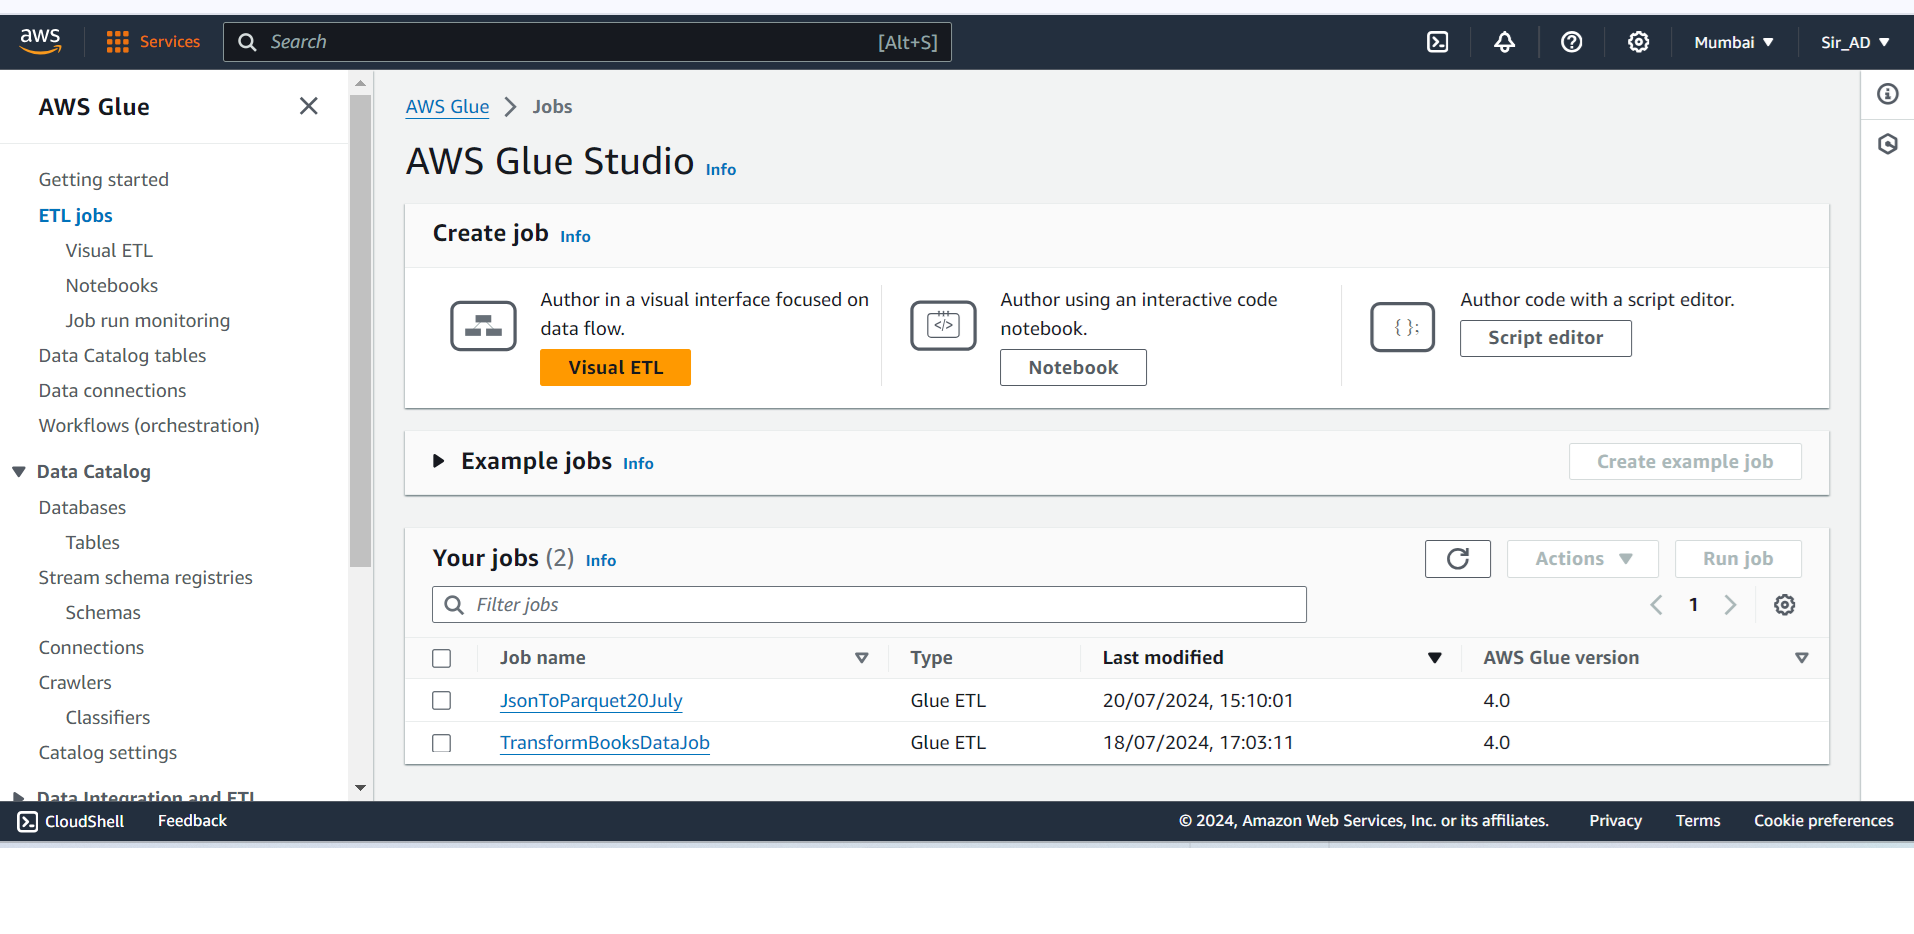 aws Services Search [Alt+S] Mumbai ▼ Sir_AD ▼
AWS Glue
Getting started
ETL jobs
Visual ETL
Notebooks
Job run monitoring
Data Catalog tables
Data connections
Workflows (orchestration)
Data Catalog
Databases
Tables
Stream schema registries
Schemas
Connections
Crawlers
Classifiers
Catalog settings
Data Integration and ETL
AWS Glue > Jobs
AWS Glue Studio Info
Create job Info
Author in a visual interface focused on
data flow.
Visual ETL
</> Author using an interactive code
notebook.
Notebook
{ }; Author code with a script editor.
Script editor
Example jobs Info Create example job
Your jobs (2) Info Actions ▼ Run job
Filter jobs 1
Job name Type Last modified AWS Glue version
JsonToParquet20July Glue ETL 20/07/2024, 15:10:01 4.0
TransformBooksDataJob Glue ETL 18/07/2024, 17:03:11 4.0
CloudShell Feedback © 2024, Amazon Web Services, Inc. or its affiliates. Privacy Terms Cookie preferences